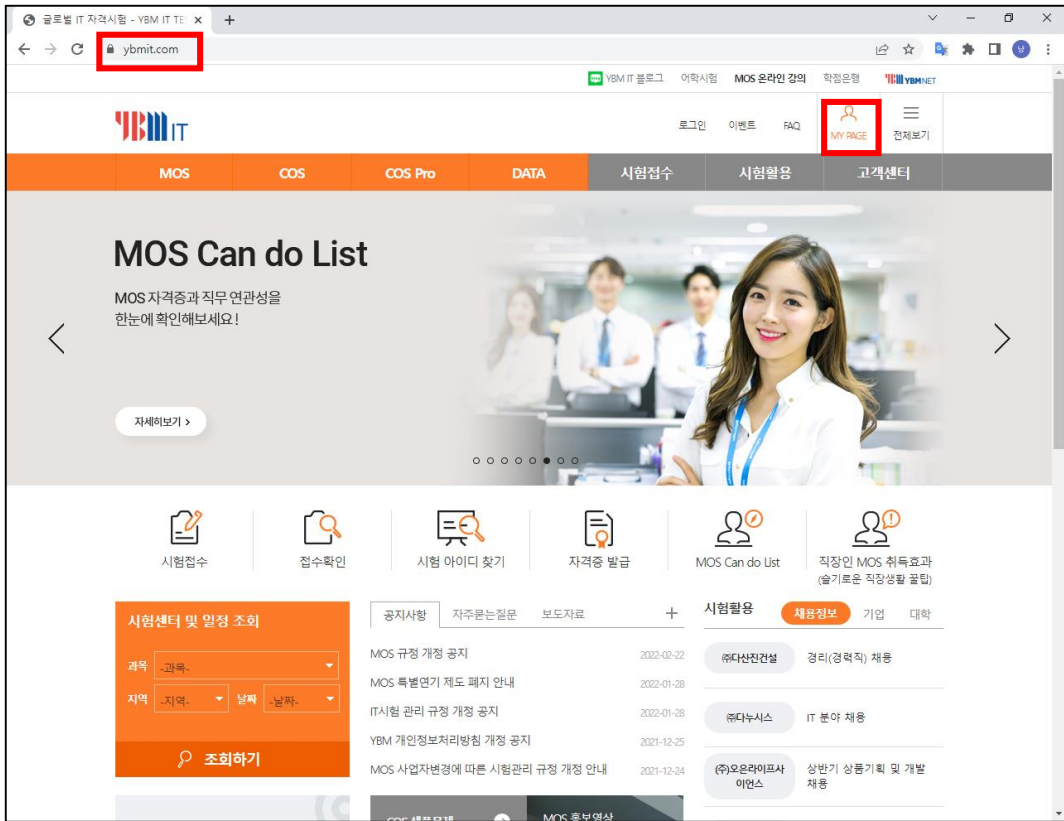 글로벌 IT 자격시험 - YBM IT TE
ybmit.com
낭
YBM IT 블로그 어학시험 MOS 온라인 강의 학점은행 YBMNET
YBM IT
로그인 이벤트 FAQ MY PAGE 전체보기
MOS COS COS Pro DATA 시험접수 시험활용 고객센터
MOS Can do List
MOS 자격증과 직무 연관성을
한눈에 확인해보세요!
자세히보기 >
시험접수 접수확인 시험 아이디 찾기 자격증 발급 MOS Can do List 직장인 MOS 취득효과
(슬기로운 직장생활 꿀팁)
시험센터 및 일정 조회
과목 -과목-
지역 -지역- 날짜 -날짜-
조회하기
공지사항 자주묻는질문 보도자료 +
MOS 규정 개정 공지 2022-02-22
MOS 특별연기 제도 폐지 안내 2022-01-28
IT시험 관리 규정 개정 공지 2022-01-28
YBM 개인정보처리방침 개정 공지 2021-12-25
MOS 사업자변경에 따른 시험관리 규정 개정 안내 2021-12-24
시험활용 채용정보 기업 대학
㈜다산진건설 경리(경력직) 채용
㈜다누시스 IT 분야 채용
(주)오은라이프사
이언스
상반기 상품기획 및 개발
채용
COS 샘플문제
MOS 홍보영상